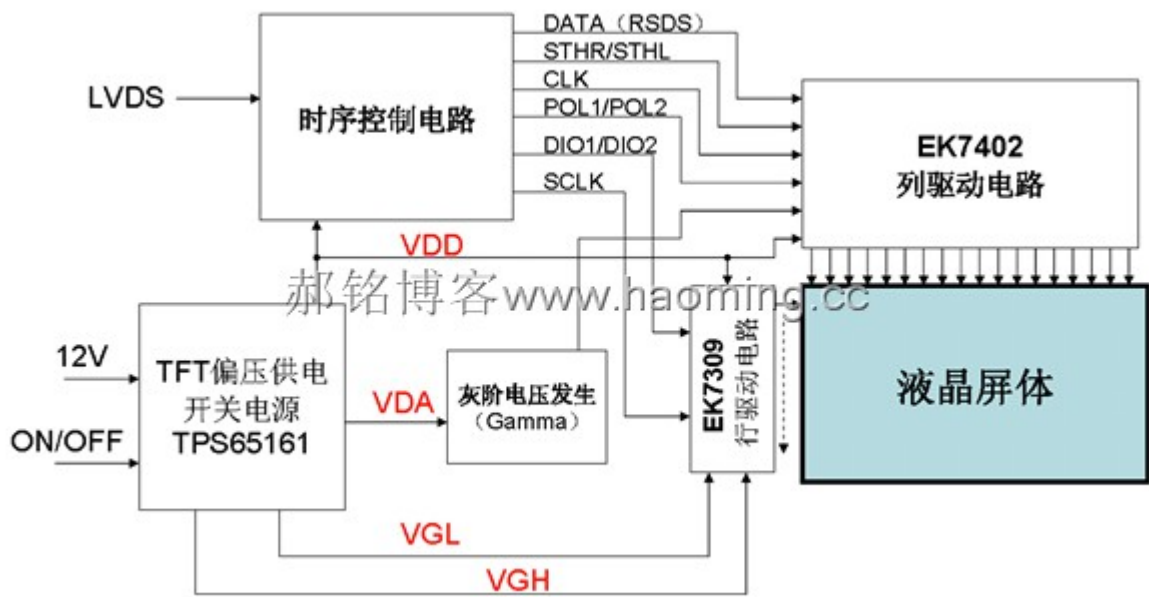 DATA（RSDS）
STHR/STHL
CLK
POL1/POL2
DIO1/DIO2
SCLK
LVDS
时序控制电路
EK7402
列驱动电路
VDD
郝铭博客www.haoming.cc
12V
ON/OFF
TFT偏压供电
开关电源
TPS65161
VDA
灰阶电压发生
（Gamma）
EK7309
行驱动电路
液晶屏体
VGL
VGH